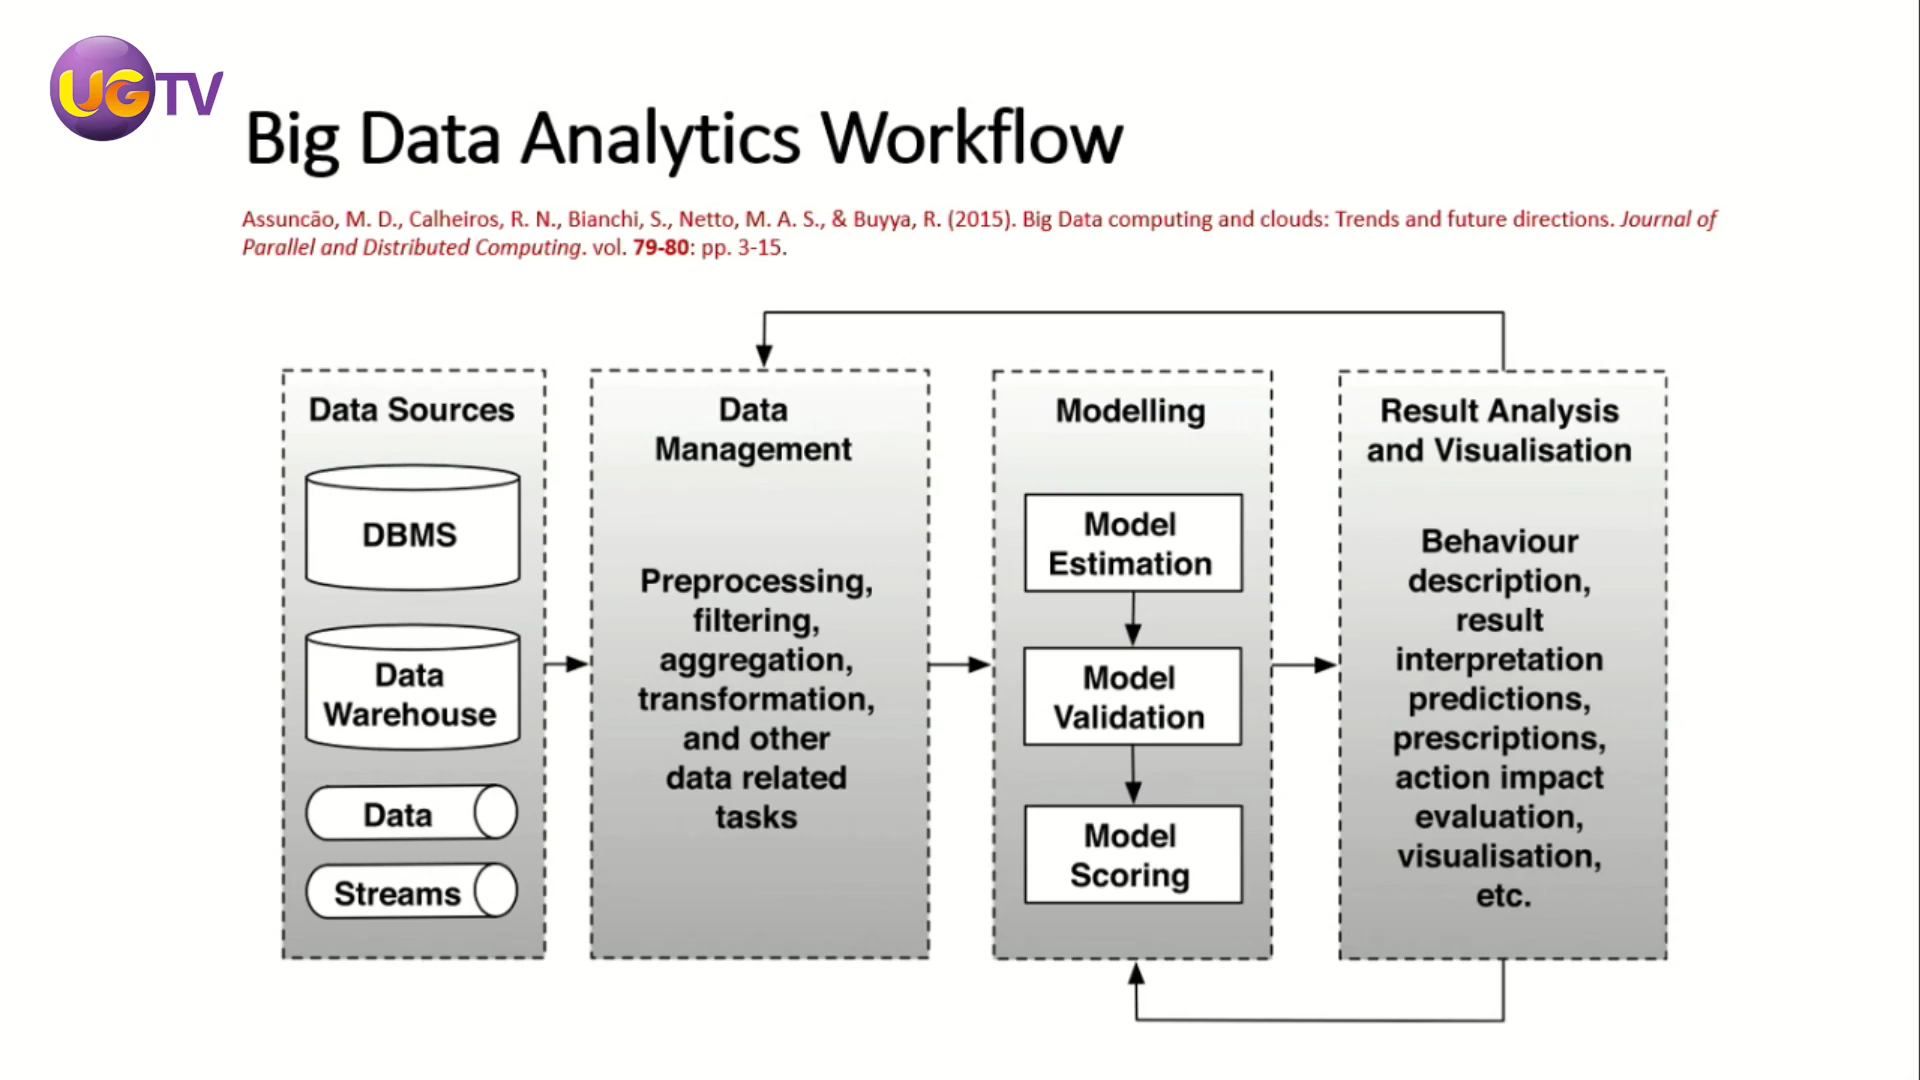 UGTV
Big Data Analytics Workflow
Assuncão, M. D., Calheiros, R. N., Bianchi, S., Netto, M. A. S., & Buyya, R. (2015). Big Data computing and clouds: Trends and future directions. Journal of
Parallel and Distributed Computing. vol. 79-80: pp. 3-15.
Data Sources
DBMS
Data
Warehouse
Data
Streams
Data
Management
Preprocessing,
filtering,
aggregation,
transformation,
and other
data related
tasks
Modelling
Model
Estimation
Model
Validation
Model
Scoring
Result Analysis
and Visualisation
Behaviour
description,
result
interpretation
predictions,
prescriptions,
action impact
evaluation,
visualisation,
etc.